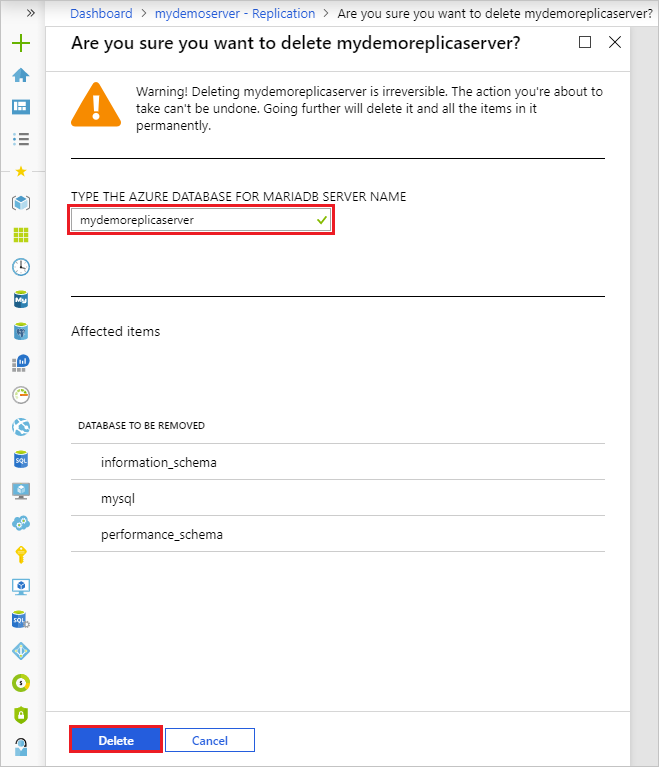 » Dashboard > mydemoserver - Replication > Are you sure you want to delete mydemoreplicaserver?
Are you sure you want to delete mydemoreplicaserver?
Warning! Deleting mydemoreplicaserver is irreversible. The action you're about to
take can't be undone. Going further will delete it and all the items in it
permanently.
TYPE THE AZURE DATABASE FOR MARIADB SERVER NAME
mydemoreplicaserver
Affected items
DATABASE TO BE REMOVED
information_schema
mysql
performance_schema
Delete Cancel
My
SQL
SQL